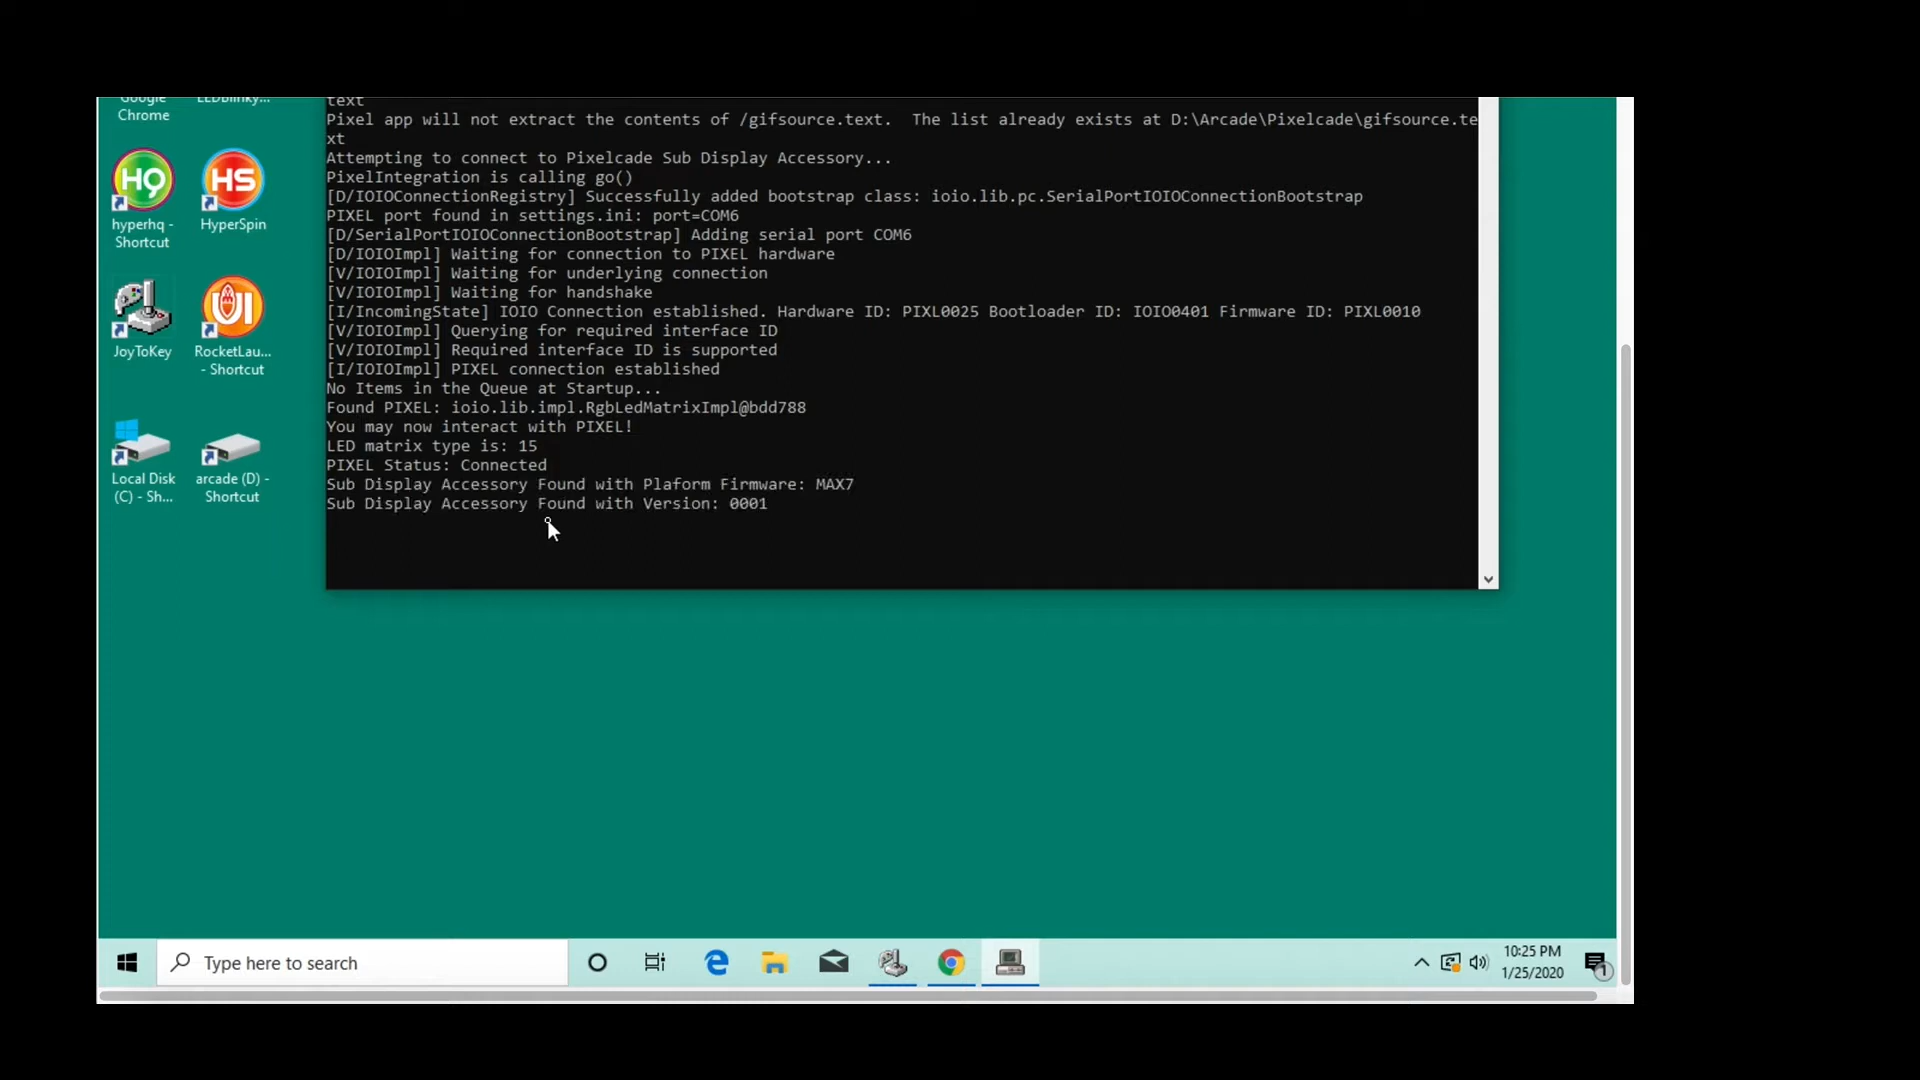 Google
Chrome
LEDBlinky...
HQ
HS
hyperhq -
Shortcut
HyperSpin
JoyToKey
RocketLau...
- Shortcut
Local Disk
(C) - Sh...
arcade (D) -
Shortcut
text
Pixel app will not extract the contents of /gifsource.text.  The list already exists at D:\Arcade\Pixelcade\gifsource.te
xt
Attempting to connect to Pixelcade Sub Display Accessory...
PixelIntegration is calling go()
[D/IOIOConnectionRegistry] Successfully added bootstrap class: ioio.lib.pc.SerialPortIOIOConnectionBootstrap
PIXEL port found in settings.ini: port=COM6
[D/SerialPortIOIOConnectionBootstrap] Adding serial port COM6
[D/IOIOImpl] Waiting for connection to PIXEL hardware
[V/IOIOImpl] Waiting for underlying connection
[V/IOIOImpl] Waiting for handshake
[I/IncomingState] IOIO Connection established. Hardware ID: PIXL0025 Bootloader ID: IOIO0401 Firmware ID: PIXL0010
[V/IOIOImpl] Querying for required interface ID
[V/IOIOImpl] Required interface ID is supported
[I/IOIOImpl] PIXEL connection established
No Items in the Queue at Startup...
Found PIXEL: ioio.lib.impl.RgbLedMatrixImpl@bdd788
You may now interact with PIXEL!
LED matrix type is: 15
PIXEL Status: Connected
Sub Display Accessory Found with Plaform Firmware: MAX7
Sub Display Accessory Found with Version: 0001
Type here to search
10:25 PM
1/25/2020
1